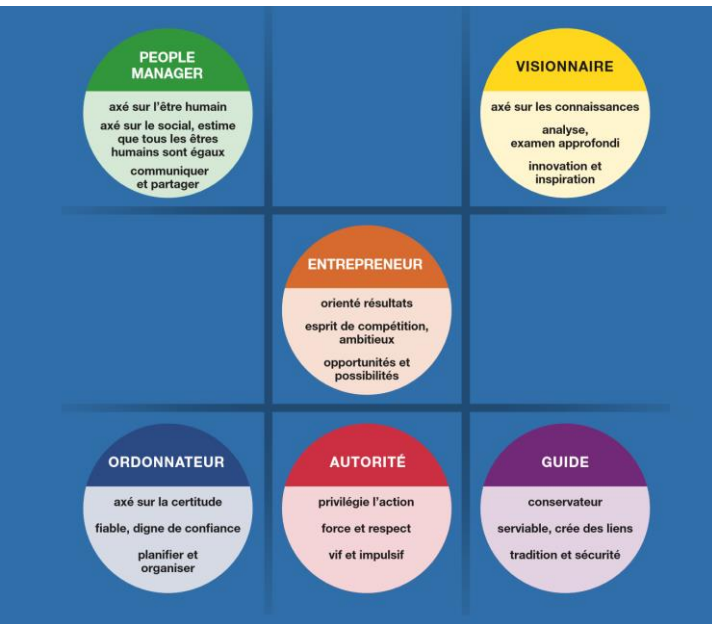 PEOPLE
MANAGER
axé sur l'être humain
axé sur le social, estime
que tous les êtres
humains sont égaux
communiquer
et partager
VISIONNAIRE
axé sur les connaissances
analyse,
examen approfondi
innovation et
inspiration
ENTREPRENEUR
orienté résultats
esprit de compétition,
ambitieux
opportunités et
possibilités
ORDONNATEUR
axé sur la certitude
fiable, digne de confiance
planifier et
organiser
AUTORITÉ
privilégie l'action
force et respect
vif et impulsif
GUIDE
conservateur
serviable, crée des liens
tradition et sécurité